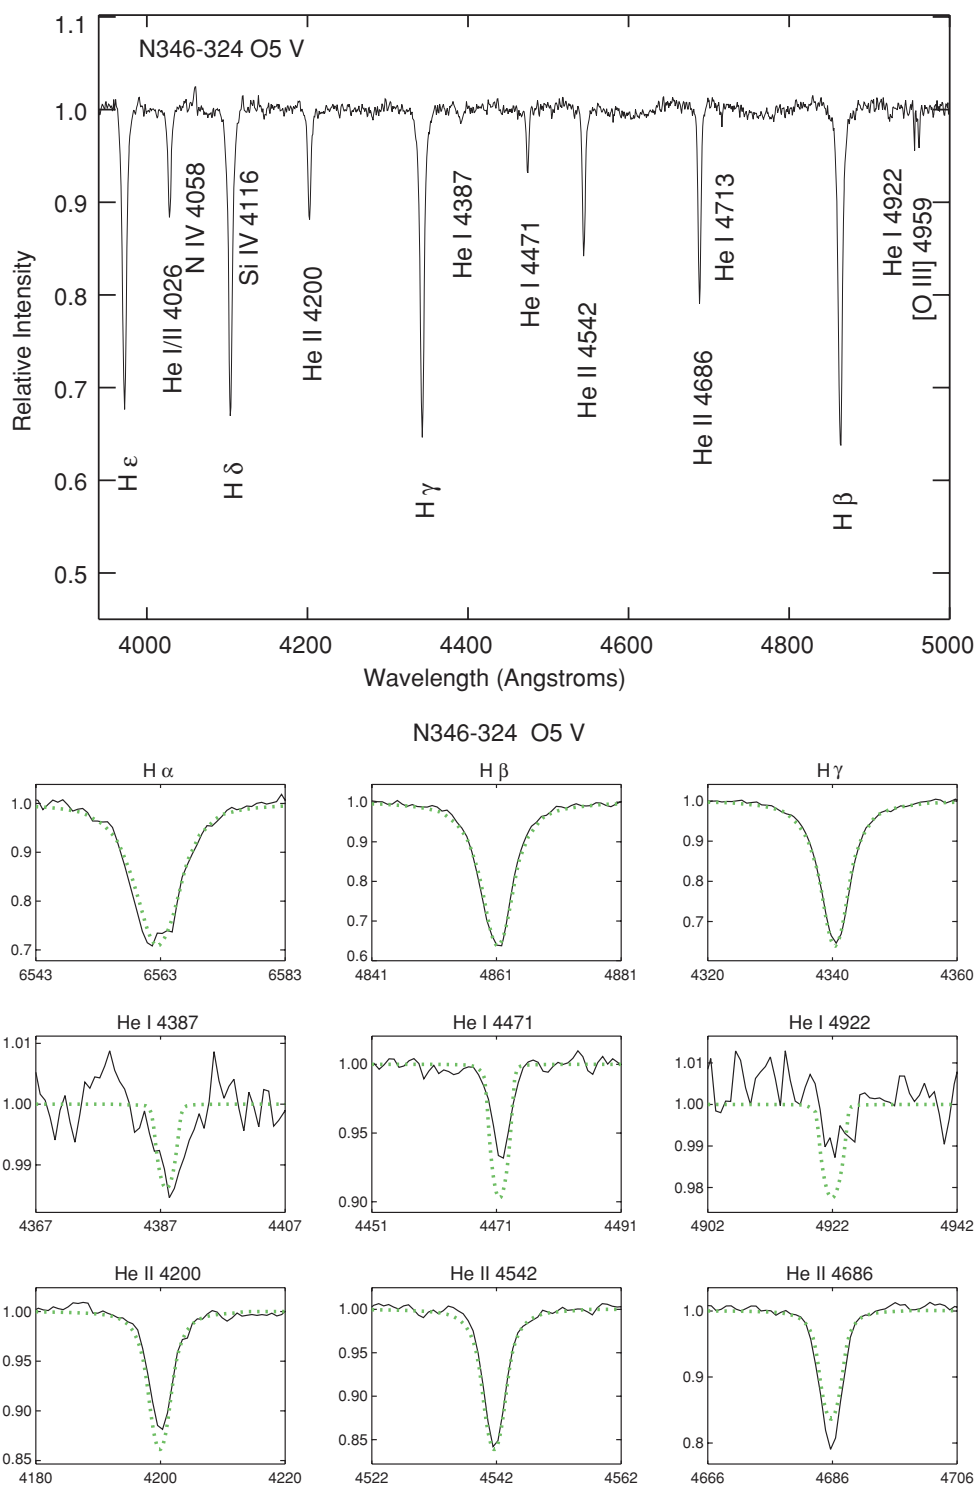 1.1
N346-324 O5 V
1.0
0.9
0.8
0.7
0.6
0.5
Relative Intensity
H ε
He I/II 4026
N IV 4058
H δ
Si IV 4116
He II 4200
H γ
He I 4387
He I 4471
He II 4542
He II 4686
He I 4713
H β
He I 4922
[O III] 4959
4000 4200 4400 4600 4800 5000
Wavelength (Angstroms)
N346-324 O5 V
H α
1.0
0.9
0.8
0.7
6543 6563 6583
H β
1.0
0.9
0.8
0.7
0.6
4841 4861 4881
H γ
1.0
0.9
0.8
0.7
4320 4340 4360
He I 4387
1.01
1.00
0.99
4367 4387 4407
He I 4471
1.00
0.95
0.90
4451 4471 4491
He I 4922
1.01
1.00
0.99
0.98
4902 4922 4942
He II 4200
1.00
0.95
0.90
0.85
4180 4200 4220
He II 4542
1.00
0.95
0.90
0.85
4522 4542 4562
He II 4686
1.0
0.9
0.8
4666 4686 4706